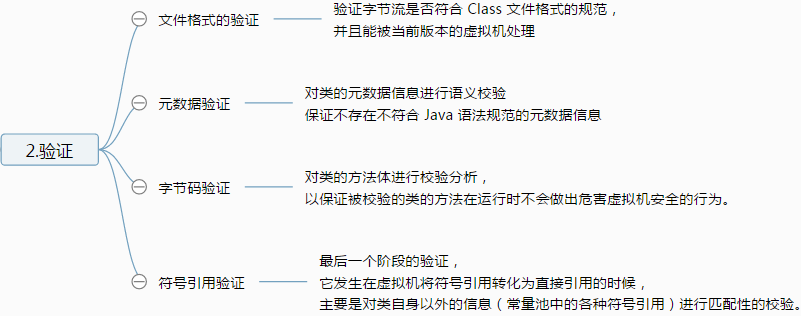 2.验证
文件格式的验证
验证字节流是否符合 Class 文件格式的规范，
并且能被当前版本的虚拟机处理
元数据验证
对类的元数据信息进行语义校验
保证不存在不符合 Java 语法规范的元数据信息
字节码验证
对类的方法体进行校验分析，
以保证被校验的类的方法在运行时不会做出危害虚拟机安全的行为。
符号引用验证
最后一个阶段的验证，
它发生在虚拟机将符号引用转化为直接引用的时候，
主要是对类自身以外的信息（常量池中的各种符号引用）进行匹配性的校验。